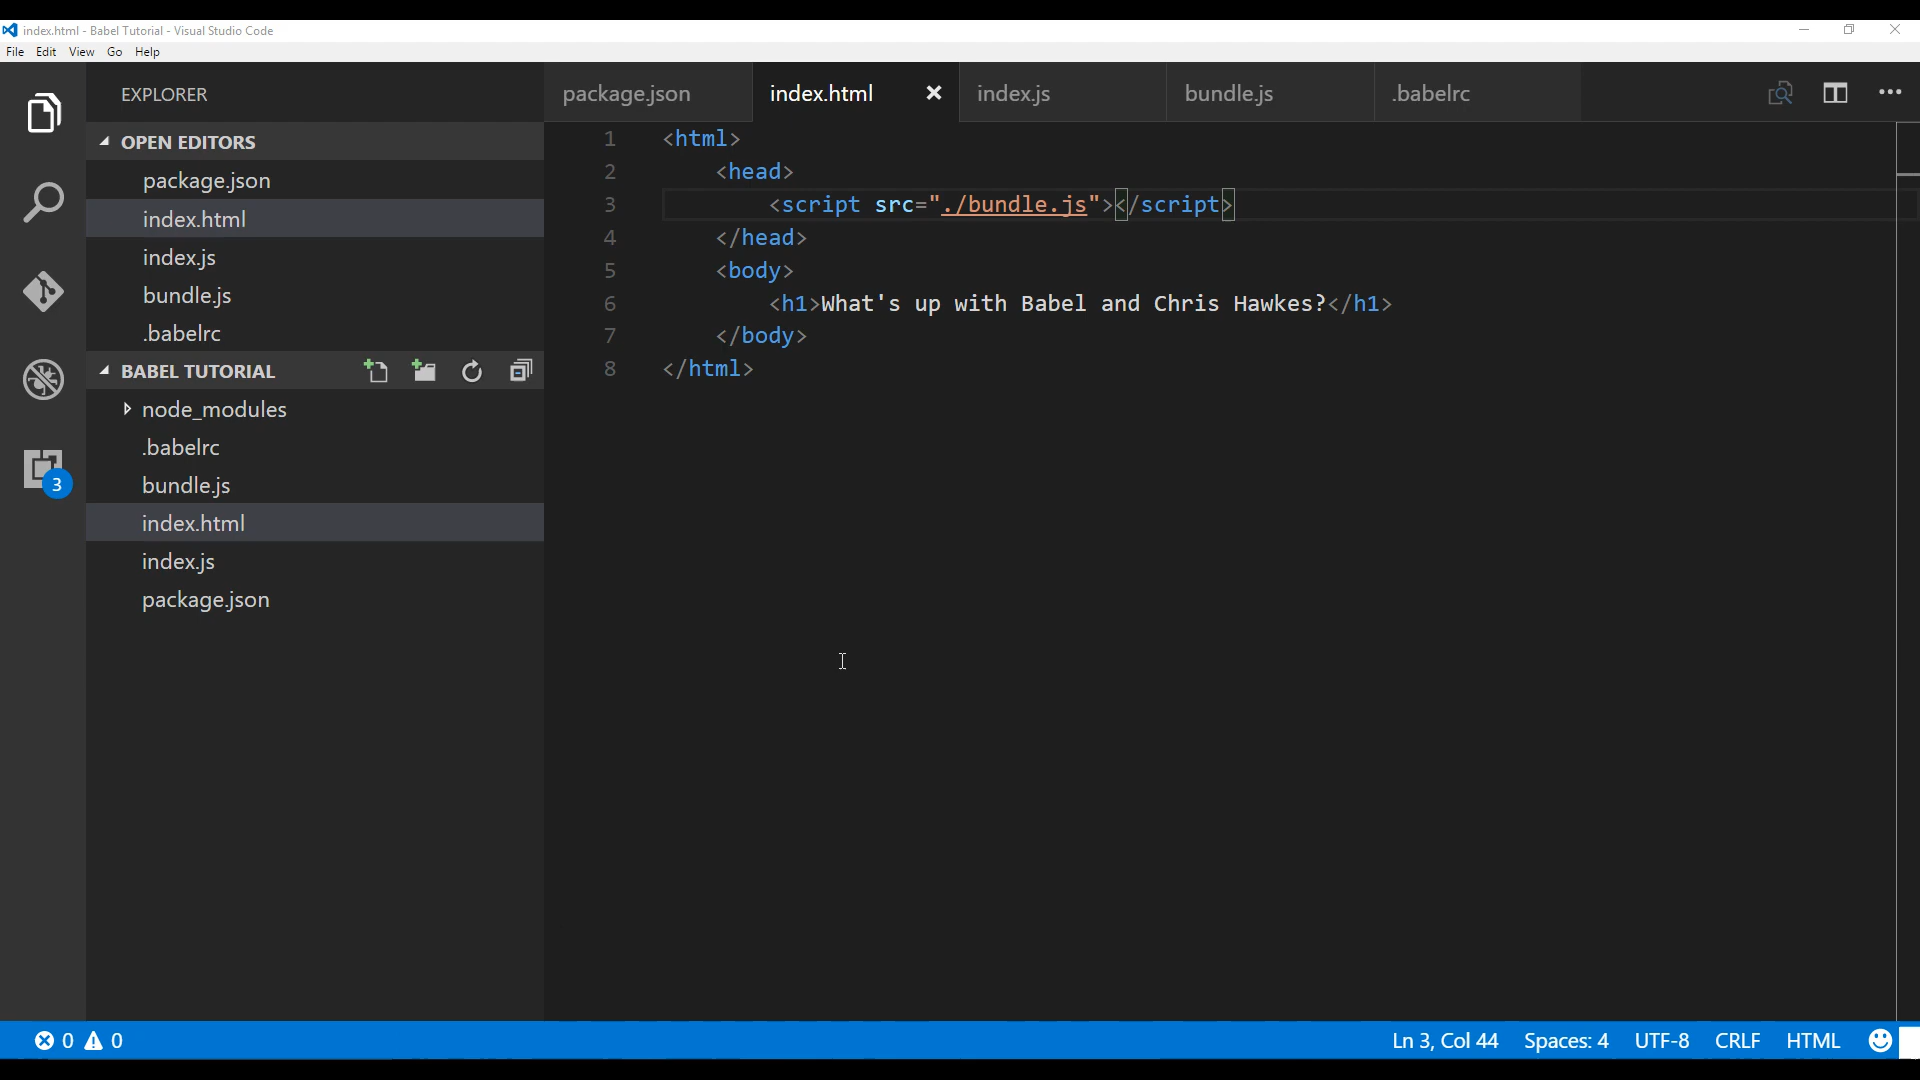 index.html - Babel Tutorial - Visual Studio Code
File Edit View Go Help
EXPLORER
OPEN EDITORS
package.json
index.html
index.js
bundle.js
.babelrc
BABEL TUTORIAL
node_modules
.babelrc
bundle.js
index.html
index.js
package.json
3
package.json index.html index.js bundle.js .babelrc
1 <html>
2 <head>
3 <script src="./bundle.js"></script>
4 </head>
5 <body>
6 <h1>What's up with Babel and Chris Hawkes?</h1>
7 </body>
8 </html>
0 0 Ln 3, Col 44 Spaces: 4 UTF-8 CRLF HTML